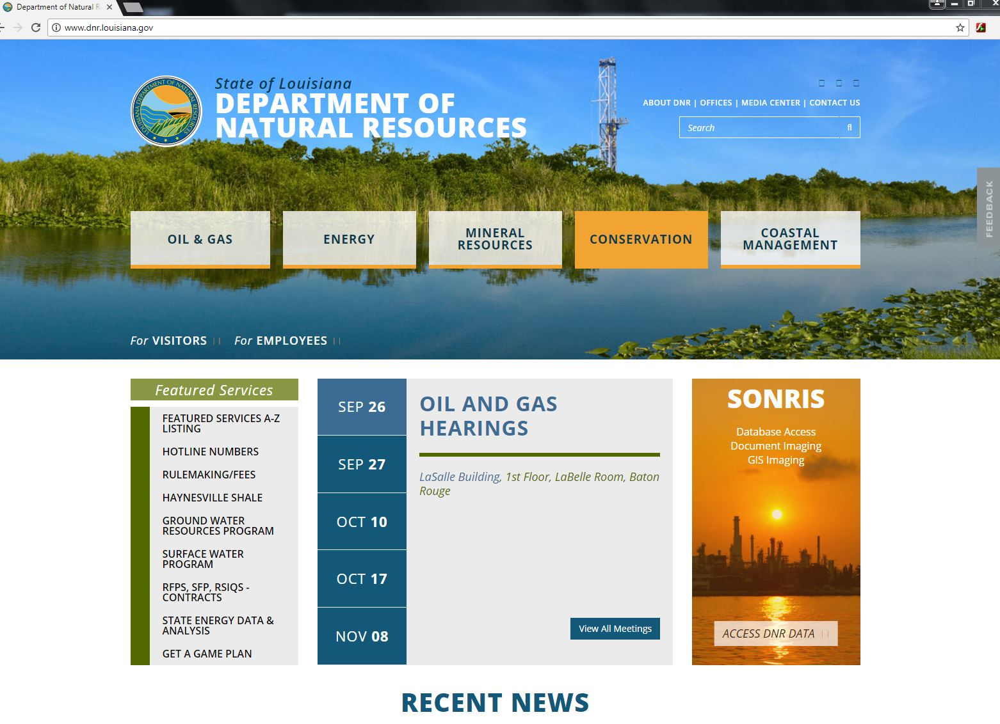 Department of Natural R
www.dnr.louisiana.gov
LOUISIANA DEPARTMENT OF NATURAL RESOURCES
State of Louisiana
DEPARTMENT OF
NATURAL RESOURCES
ABOUT DNR | OFFICES | MEDIA CENTER | CONTACT US
Search
FEEDBACK
OIL & GAS
ENERGY
MINERAL
RESOURCES
CONSERVATION
COASTAL
MANAGEMENT
For VISITORS
For EMPLOYEES
Featured Services
FEATURED SERVICES A-Z
LISTING
HOTLINE NUMBERS
RULEMAKING/FEES
HAYNESVILLE SHALE
GROUND WATER
RESOURCES PROGRAM
SURFACE WATER
PROGRAM
RFPS, SFP, RSIQS -
CONTRACTS
STATE ENERGY DATA &
ANALYSIS
GET A GAME PLAN
SEP 26
SEP 27
OCT 10
OCT 17
NOV 08
OIL AND GAS
HEARINGS
LaSalle Building, 1st Floor, LaBelle Room, Baton
Rouge
View All Meetings
SONRIS
Database Access
Document Imaging
GIS Imaging
ACCESS DNR DATA
RECENT NEWS